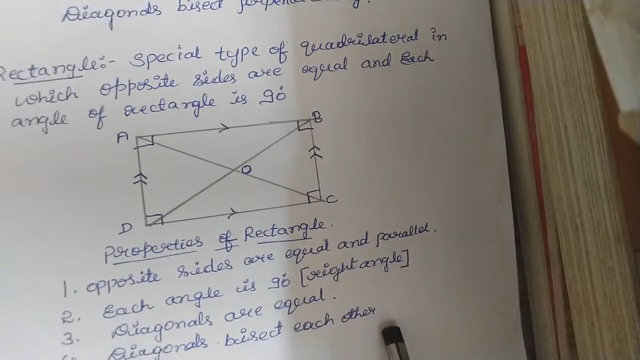 Diagonds bisect perpendicularly.
Rectangle:- Special type of quadrilateral in
which opposite sides are equal and Each
angle of rectangle is 90
A
B
O
D
C
Properties of Rectangle.
1. opposite sides are equal and parallel.
2. Each angle is 90 [right angle]
3. Diagonals are equal.
4. Diagonals bisect each other